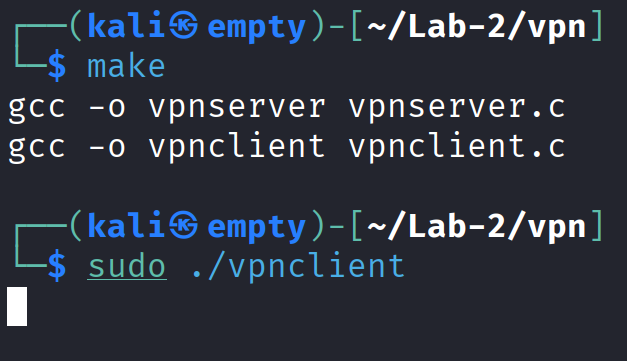 ┌──(kali㉿empty)-[~/Lab-2/vpn]
└─$ make
gcc -o vpnserver vpnserver.c
gcc -o vpnclient vpnclient.c
┌──(kali㉿empty)-[~/Lab-2/vpn]
└─$ sudo ./vpnclient